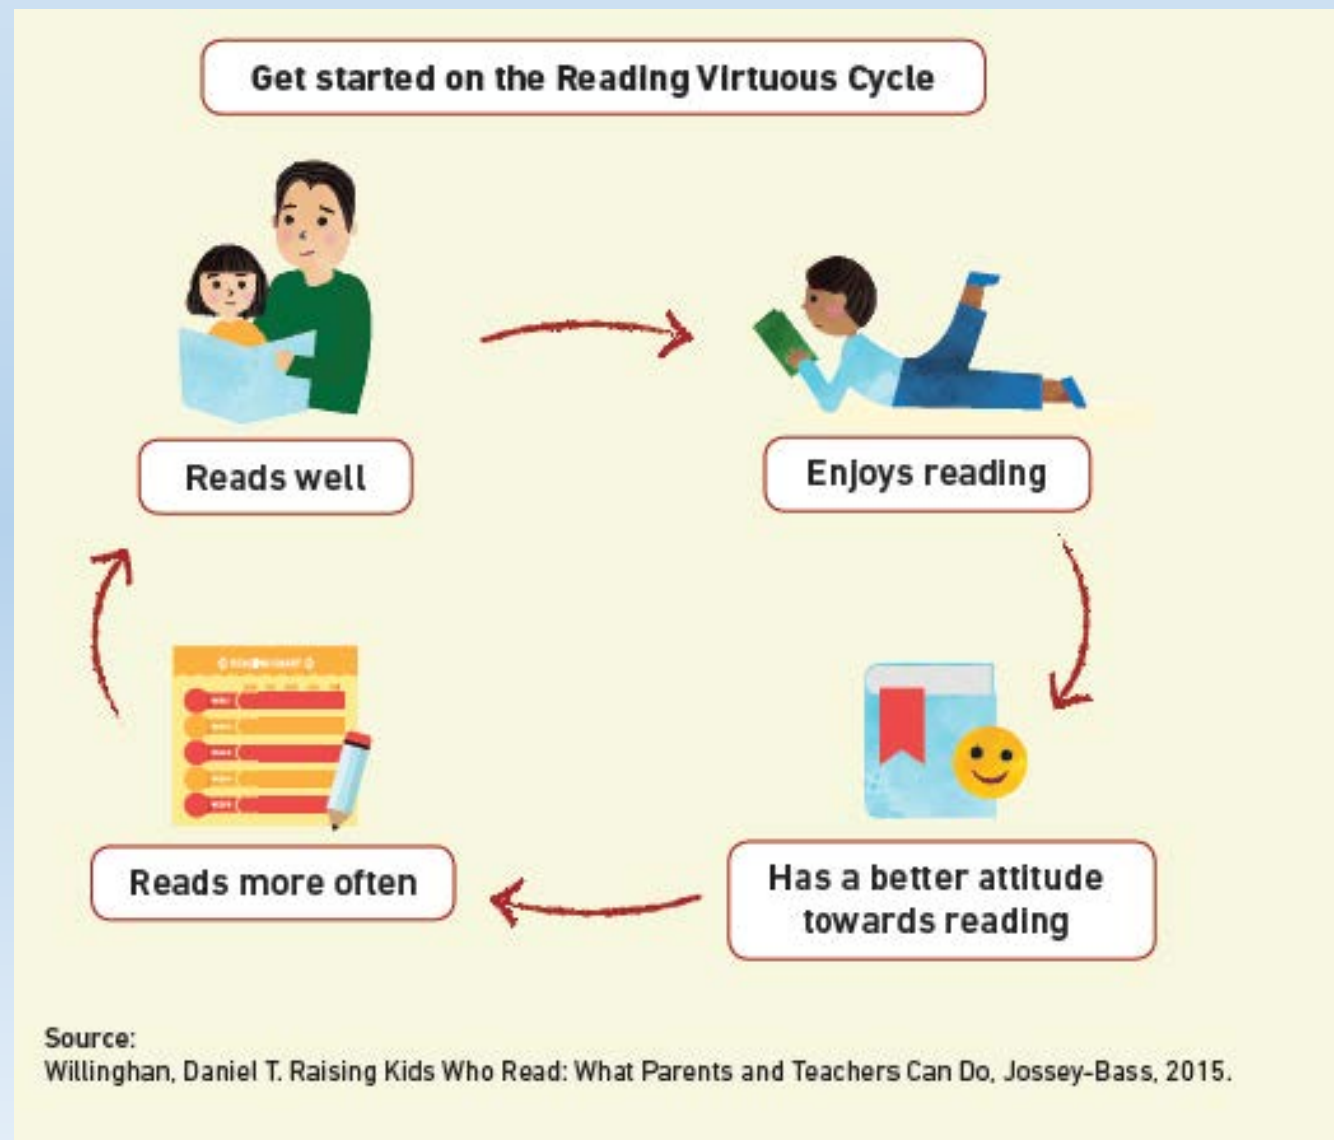 Get started on the Reading Virtuous Cycle
Reads well
Enjoys reading
Has a better attitude
towards reading
Reads more often
Source:
Willinghan, Daniel T. Raising Kids Who Read: What Parents and Teachers Can Do, Jossey-Bass, 2015.